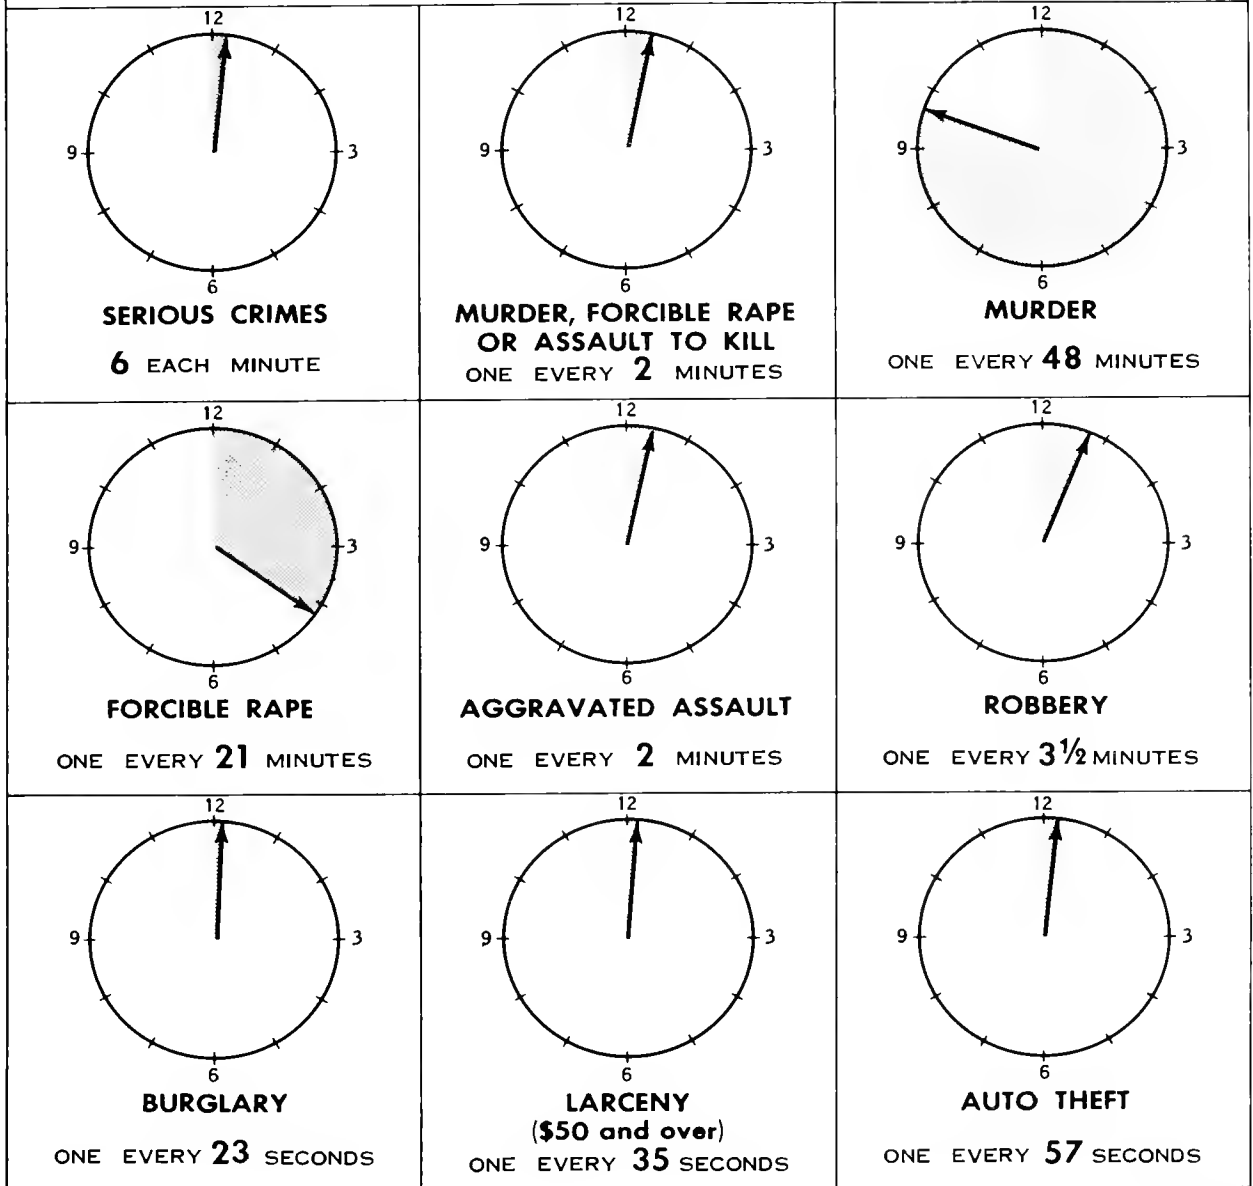 12
9
3
6
SERIOUS CRIMES
6 EACH MINUTE
12
9
3
6
MURDER, FORCIBLE RAPE
OR ASSAULT TO KILL
ONE EVERY 2 MINUTES
12
9
3
6
MURDER
ONE EVERY 48 MINUTES
12
9
3
6
FORCIBLE RAPE
ONE EVERY 21 MINUTES
12
9
3
6
AGGRAVATED ASSAULT
ONE EVERY 2 MINUTES
12
9
3
6
ROBBERY
ONE EVERY 3½ MINUTES
12
9
3
6
BURGLARY
ONE EVERY 23 SECONDS
12
9
3
6
LARCENY
($50 and over)
ONE EVERY 35 SECONDS
12
9
3
6
AUTO THEFT
ONE EVERY 57 SECONDS